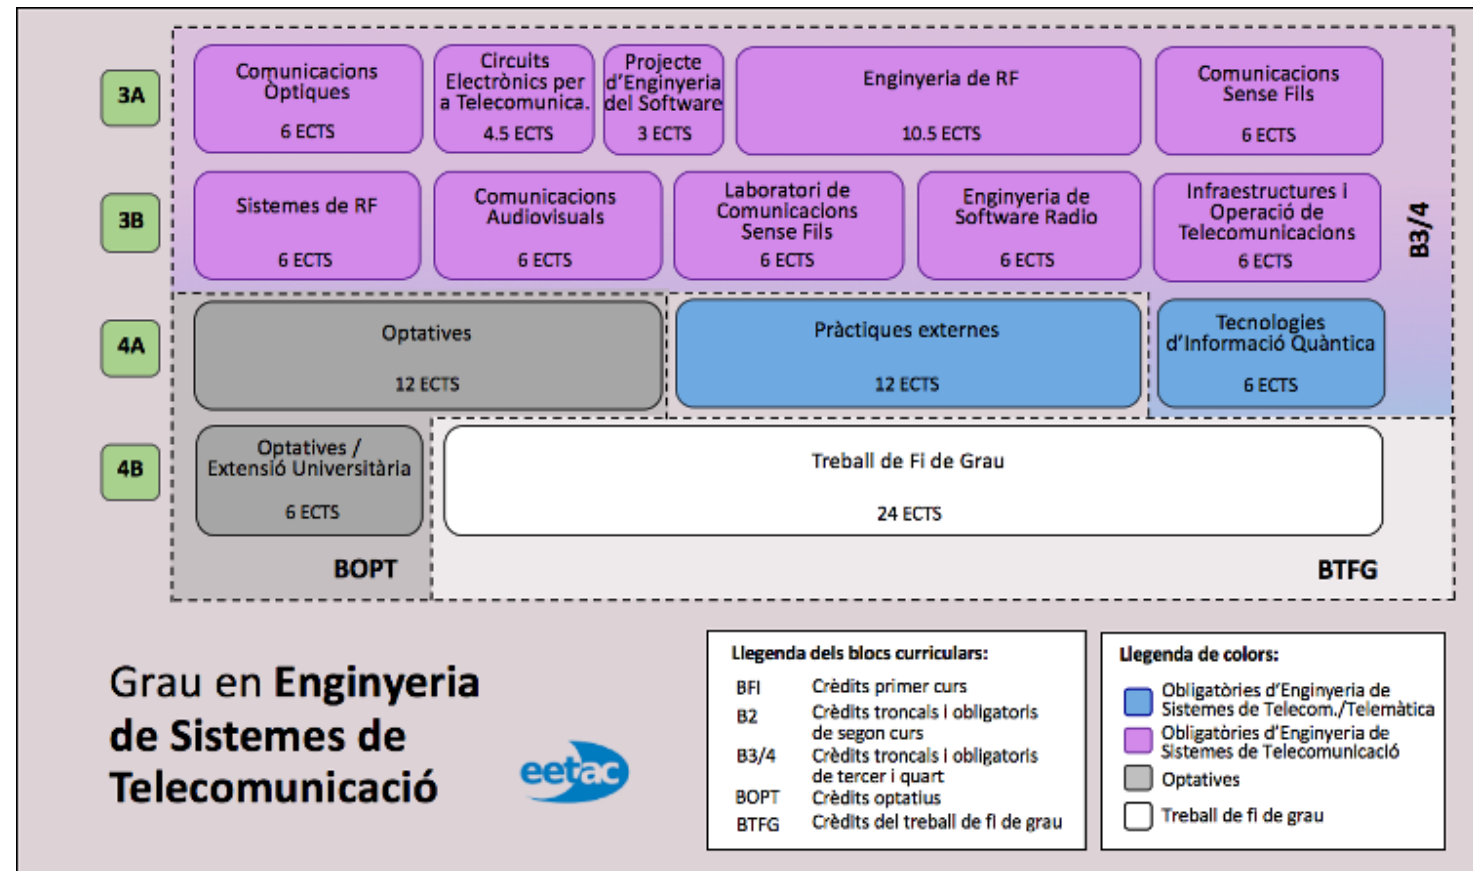 3A
Comunicacions
Òptiques
6 ECTS
Circuits
Electrònics per
a Telecomunica.
4.5 ECTS
Projecte
d'Enginyeria
del Software
3 ECTS
Enginyeria de RF
10.5 ECTS
Comunicacions
Sense Fils
6 ECTS
3B
Sistemes de RF
6 ECTS
Comunicacions
Audiovisuals
6 ECTS
Laboratori de
Comunicacions
Sense Fils
6 ECTS
Enginyeria de
Software Radio
6 ECTS
Infraestructures i
Operació de
Telecomunicacions
6 ECTS
B3/4
4A
Optatives
12 ECTS
Pràctiques externes
12 ECTS
Tecnologies
d'Informació Quàntica
6 ECTS
4B
Optatives /
Extensió Universitària
6 ECTS
Treball de Fi de Grau
24 ECTS
BOPT
BTFG
Grau en Enginyeria
de Sistemes de
Telecomunicació
eetac
Llegenda dels blocs curriculars:
BFI Crèdits primer curs
B2 Crèdits troncals i obligatoris
de segon curs
B3/4 Crèdits troncals i obligatoris
de tercer i quart
BOPT Crèdits optatius
BTFG Crèdits del treball de fi de grau
Llegenda de colors:
Obligatòries d'Enginyeria de
Sistemes de Telecom./Telemàtica
Obligatòries d'Enginyeria de
Sistemes de Telecomunicació
Optatives
Treball de fi de grau